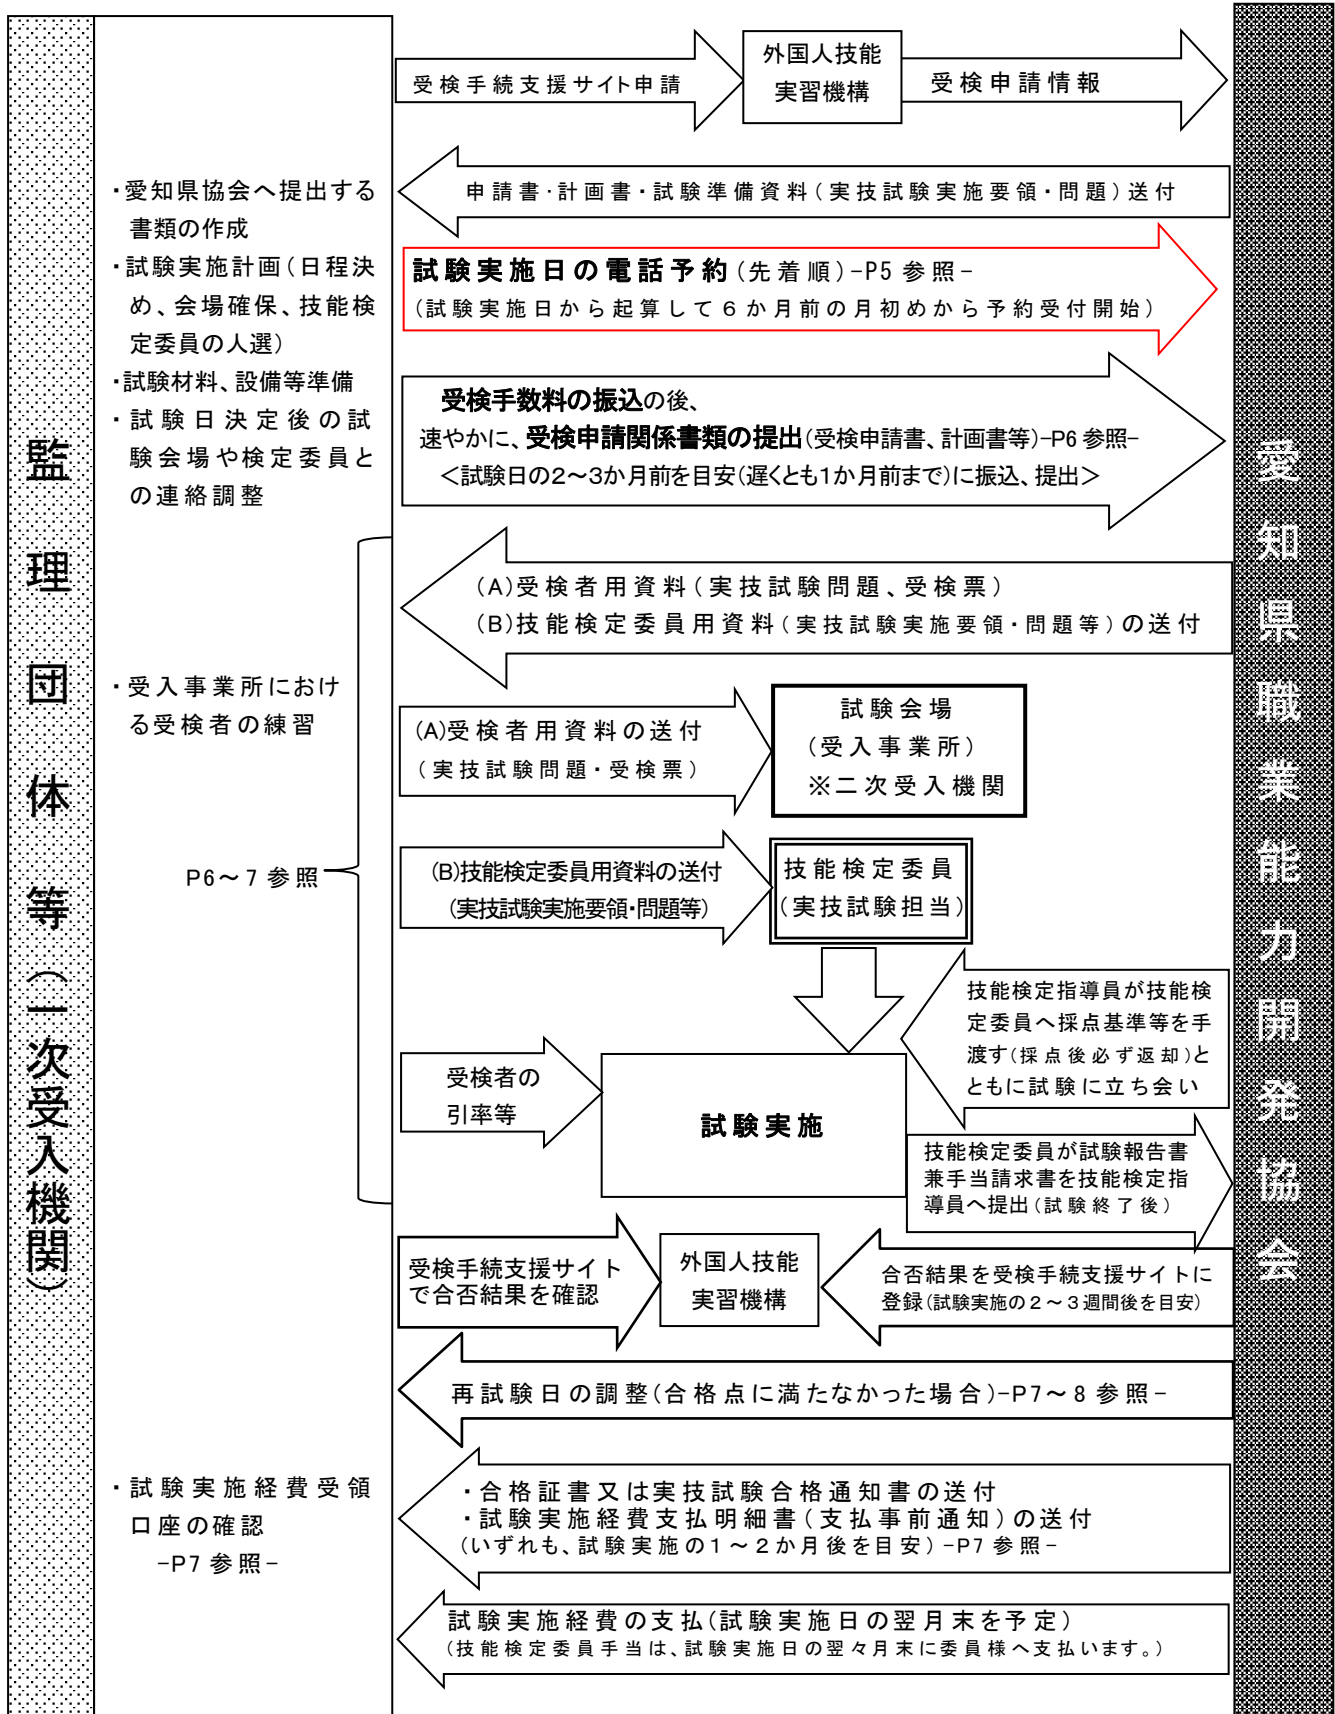 監理団体等（一次受入機関）
愛知県職業能力開発協会
受検手続支援サイト申請
外国人技能
実習機構
受検申請情報
・愛知県協会へ提出する
書類の作成
・試験実施計画（日程決
め、会場確保、技能検
定委員の人選）
・試験材料、設備等準備
・試験日決定後の試
験会場や検定委員と
の連絡調整
申請書・計画書・試験準備資料（実技試験実施要領・問題）送付
試験実施日の電話予約（先着順）-P5 参照-
（試験実施日から起算して６か月前の月初めから予約受付開始）
受検手数料の振込の後、
速やかに、受検申請関係書類の提出（受検申請書、計画書等）-P6 参照-
＜試験日の２～３か月前を目安（遅くとも１か月前まで）に振込、提出＞
(A)受検者用資料（実技試験問題、受検票）
(B)技能検定委員用資料（実技試験実施要領・問題等）の送付
・受入事業所におけ
る受検者の練習
(A)受検者用資料の送付
（実技試験問題・受検票）
試験会場
（受入事業所）
※二次受入機関
P6～7 参照
(B)技能検定委員用資料の送付
（実技試験実施要領・問題等）
技能検定委員
（実技試験担当）
技能検定指導員が技能検
定委員へ採点基準等を手
渡す（採点後必ず返却）と
ともに試験に立ち会い
受検者の
引率等
試験実施
技能検定委員が試験報告書
兼手当請求書を技能検定指
導員へ提出（試験終了後）
受検手続支援サイト
で合否結果を確認
外国人技能
実習機構
合否結果を受検手続支援サイトに
登録（試験実施の２～３週間後を目安）
再試験日の調整（合格点に満たなかった場合）-P7～8 参照-
・試験実施経費受領
口座の確認
-P7 参照-
・合格証書又は実技試験合格通知書の送付
・試験実施経費支払明細書（支払事前通知）の送付
（いずれも、試験実施の１～２か月後を目安）-P7 参照-
試験実施経費の支払（試験実施日の翌月末を予定）
（技能検定委員手当は、試験実施日の翌々月末に委員様へ支払います。）